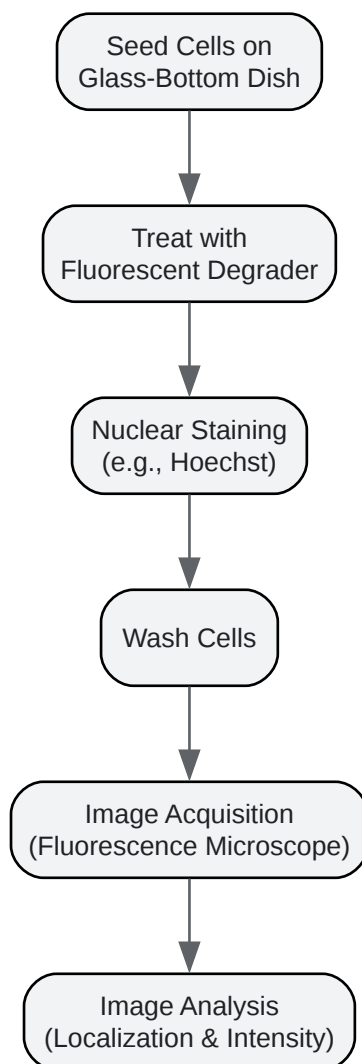 Seed Cells on
Glass-Bottom Dish
Treat with
Fluorescent Degrader
Nuclear Staining
(e.g., Hoechst)
Wash Cells
Image Acquisition
(Fluorescence Microscope)
Image Analysis
(Localization & Intensity)